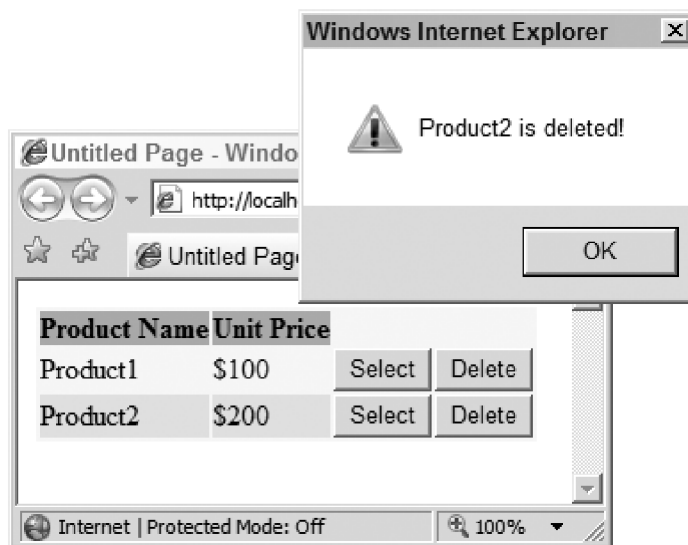 Windows Internet Explorer
Product2 is deleted!
OK
Untitled Page - Windo
http://localh
Untitled Page
Product Name Unit Price
Product1 $100 Select Delete
Product2 $200 Select Delete
Internet | Protected Mode: Off 100%